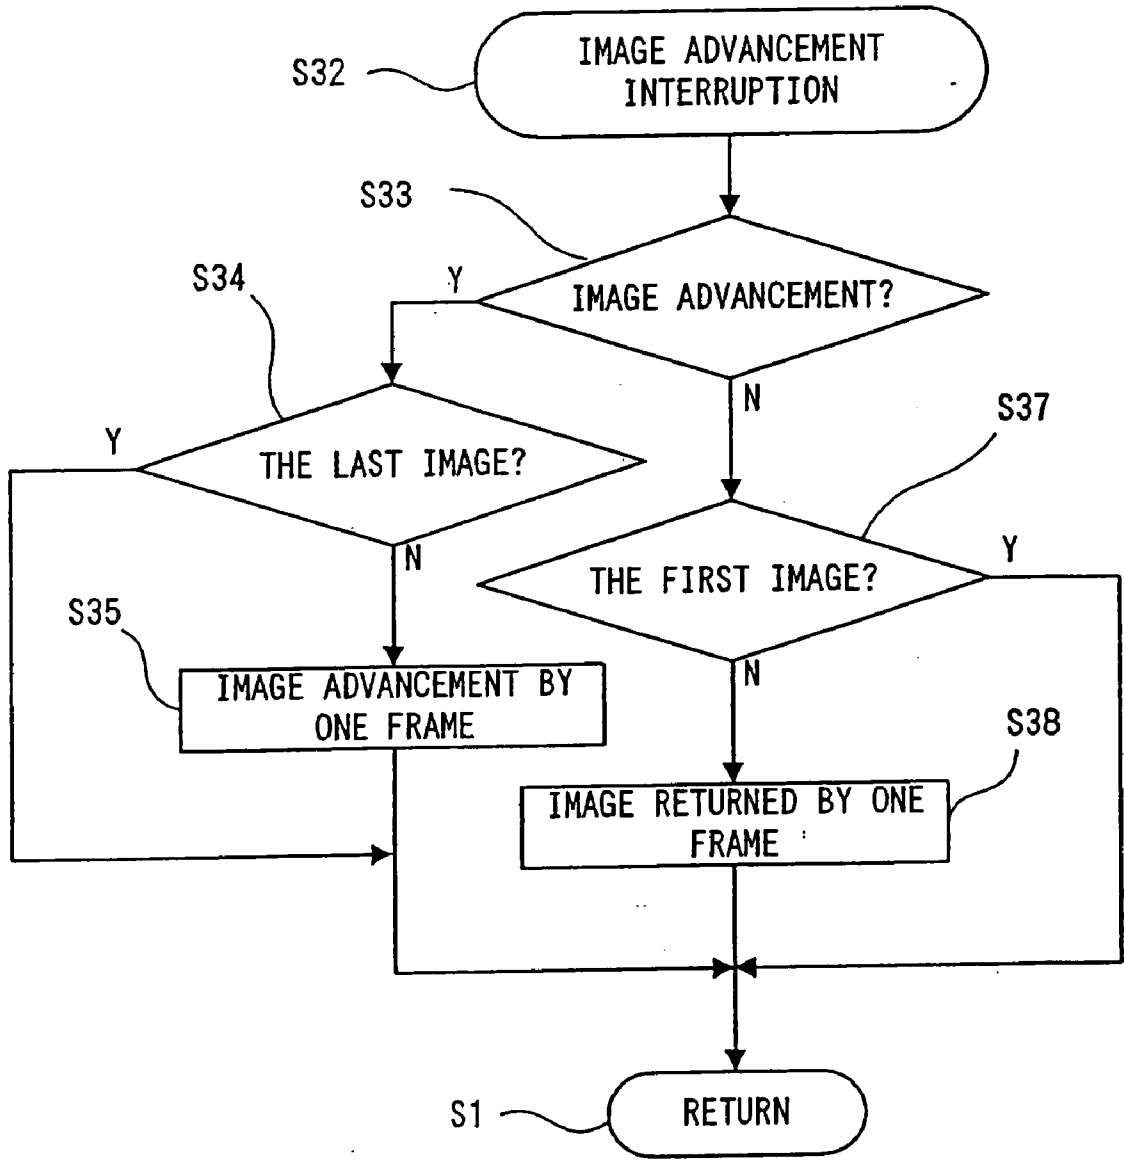 IMAGE ADVANCEMENT
INTERRUPTION
S32
S33
Y
IMAGE ADVANCEMENT?
N
S34
Y
THE LAST IMAGE?
N
S37
THE FIRST IMAGE?
Y
N
S35
IMAGE ADVANCEMENT BY
ONE FRAME
S38
IMAGE RETURNED BY ONE
FRAME
S1
RETURN